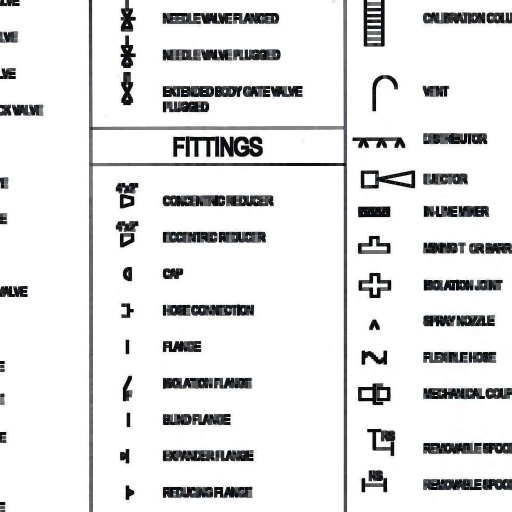 LVE
VE
CK VALVE
E
E
VALVE
E
E
E
E
NEEDLE VALVE FLANGED
NEEDLE VALVE PLUGGED
EXTENDED BODY GATE VALVE
PLUGGED
FITTINGS
4"x2"
CONCENTRIC REDUCER
4"x2"
ECCENTRIC REDUCER
CAP
HOSE CONNECTION
FLANGE
IF
ISOLATION FLANGE
BLIND FLANGE
EXPANDER FLANGE
REDUCING FLANGE
CALIBRATION COLU
VENT
DISTRIBUTOR
EJECTOR
IN-LINE MIXER
MIXING T OR BARR
ISOLATION JOINT
SPRAY NOZZLE
FLEXIBLE HOSE
MECHANICAL COUP
RS
REMOVABLE SPOO
RS
REMOVABLE SPOO